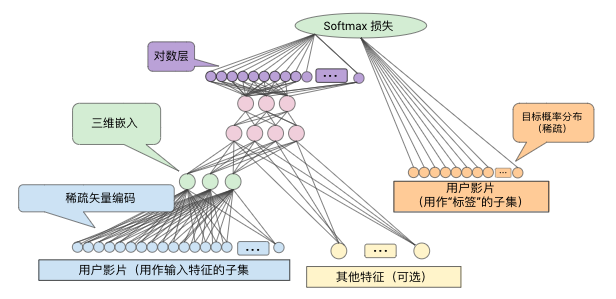 Softmax 损失
对数层
...
三维嵌入
目标概率分布
（稀疏）
...
稀疏矢量编码
用户影片
（用作“标签”的子集）
...
...
用户影片（用作输入特征的子集
其他特征（可选）